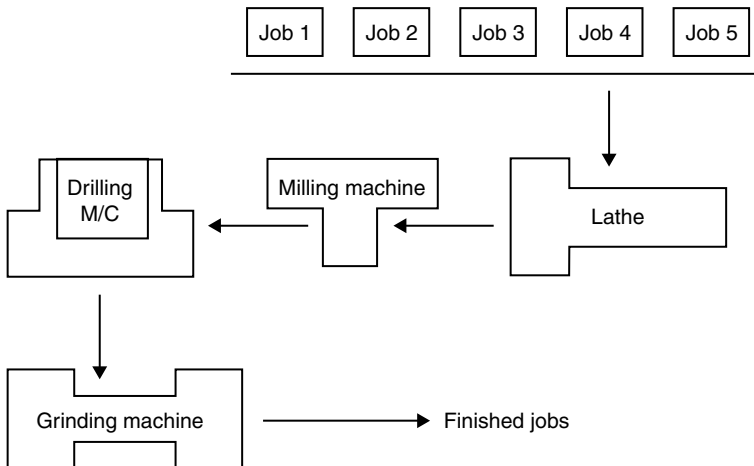 Job 1
Job 2
Job 3
Job 4
Job 5
Drilling
M/C
Milling machine
Lathe
Grinding machine
Finished jobs